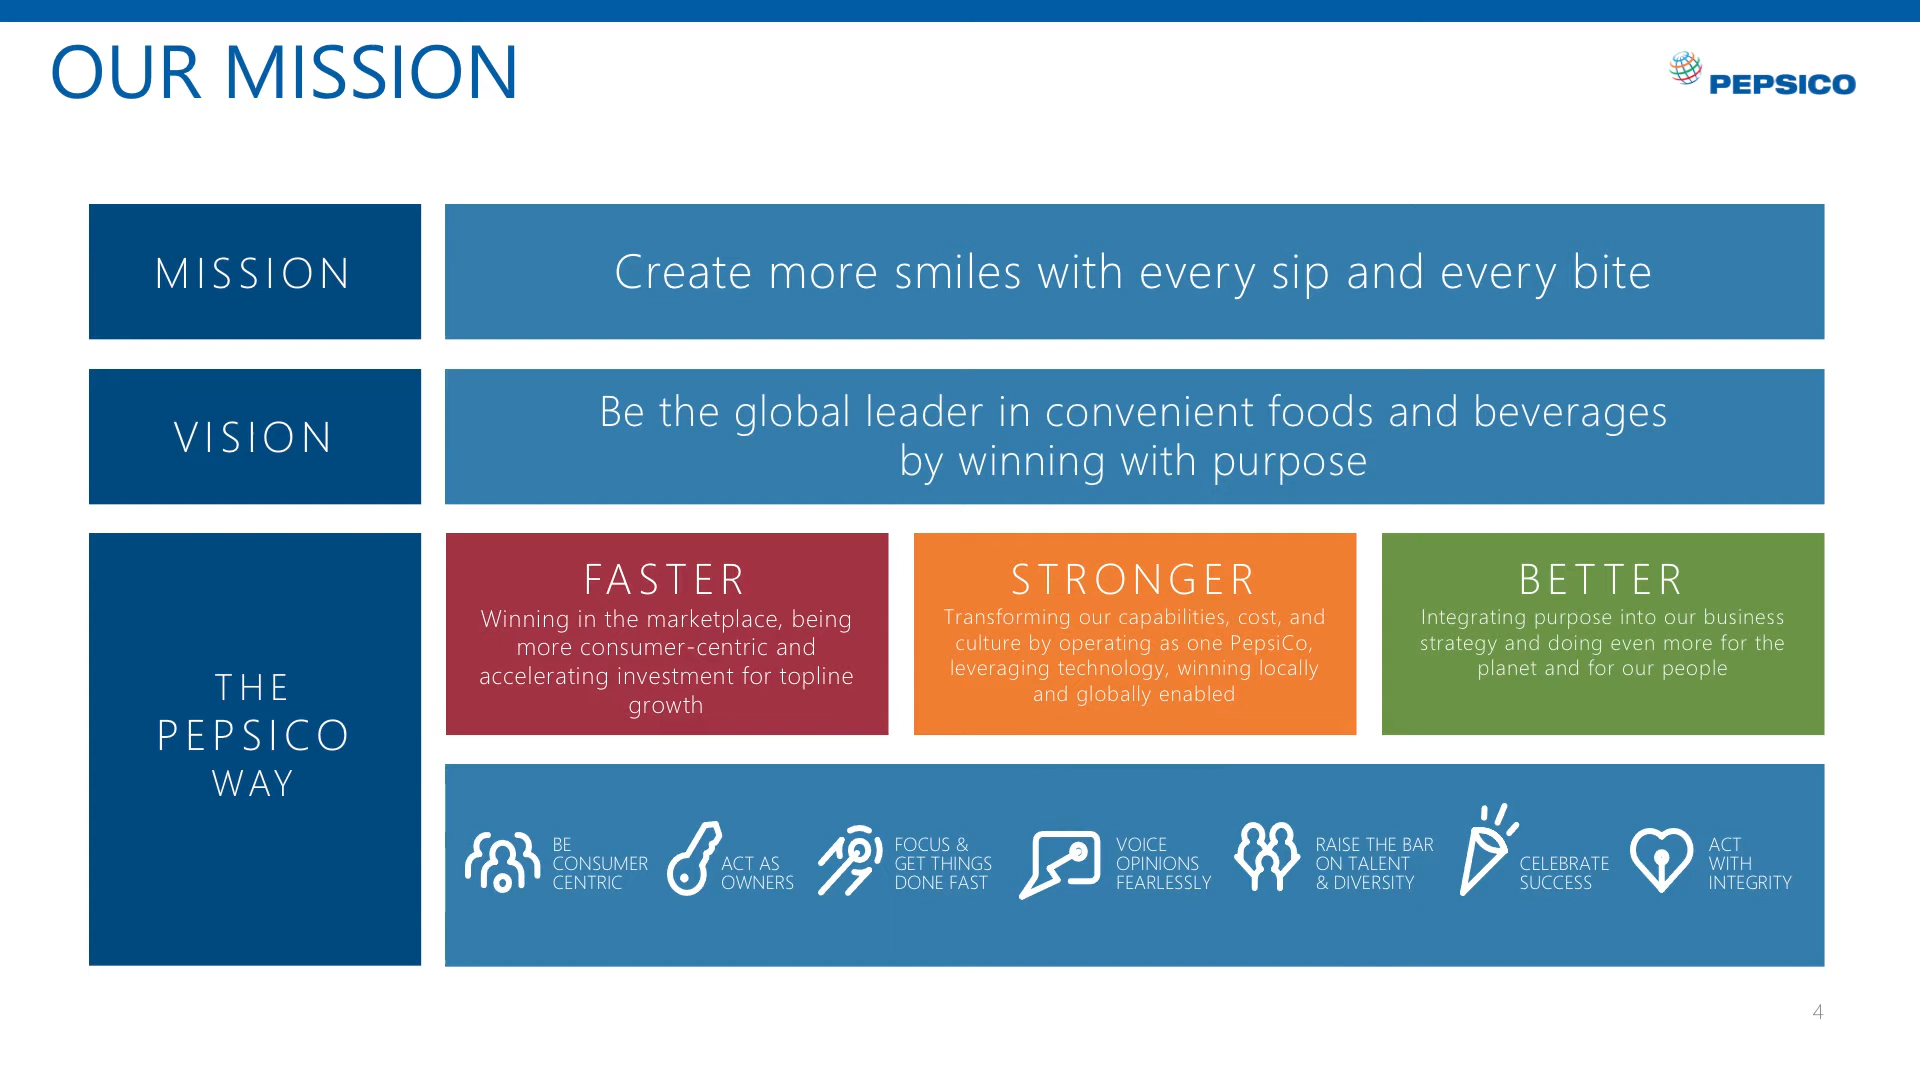 OUR MISSION
PEPSICO
MISSION
Create more smiles with every sip and every bite
VISION
Be the global leader in convenient foods and beverages
by winning with purpose
THE
PEPSICO
WAY
FASTER
Winning in the marketplace, being
more consumer-centric and
accelerating investment for topline
growth
STRONGER
Transforming our capabilities, cost, and
culture by operating as one PepsiCo,
leveraging technology, winning locally
and globally enabled
BETTER
Integrating purpose into our business
strategy and doing even more for the
planet and for our people
BE
CONSUMER
CENTRIC
ACT AS
OWNERS
FOCUS &
GET THINGS
DONE FAST
VOICE
OPINIONS
FEARLESSLY
RAISE THE BAR
ON TALENT
& DIVERSITY
CELEBRATE
SUCCESS
ACT
WITH
INTEGRITY
4